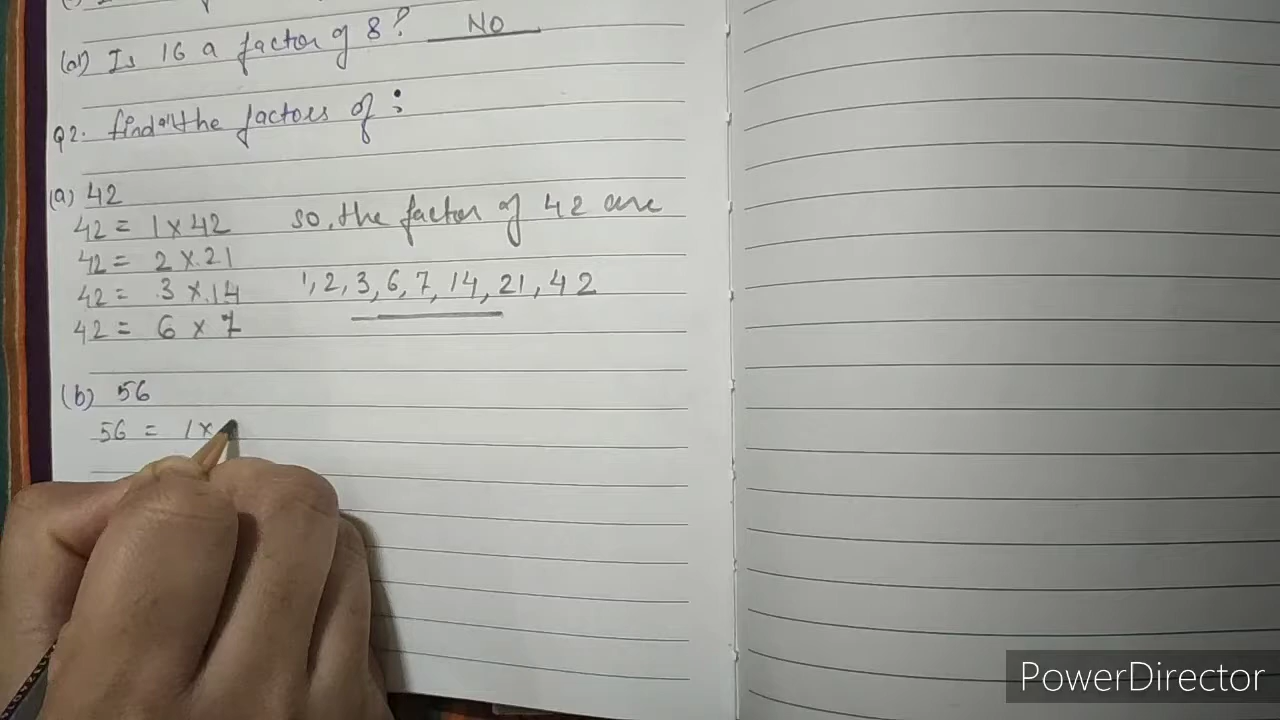 (d) Is 16 a factor of 8? NO
Q2. find all the factors of :
(a) 42
42 = 1 x 42 so, the factor of 42 are
42 = 2 x 21
42 = 3 x 14 1, 2, 3, 6, 7, 14, 21, 42
42 = 6 x 7
(b) 56
56 = 1 x
PowerDirector